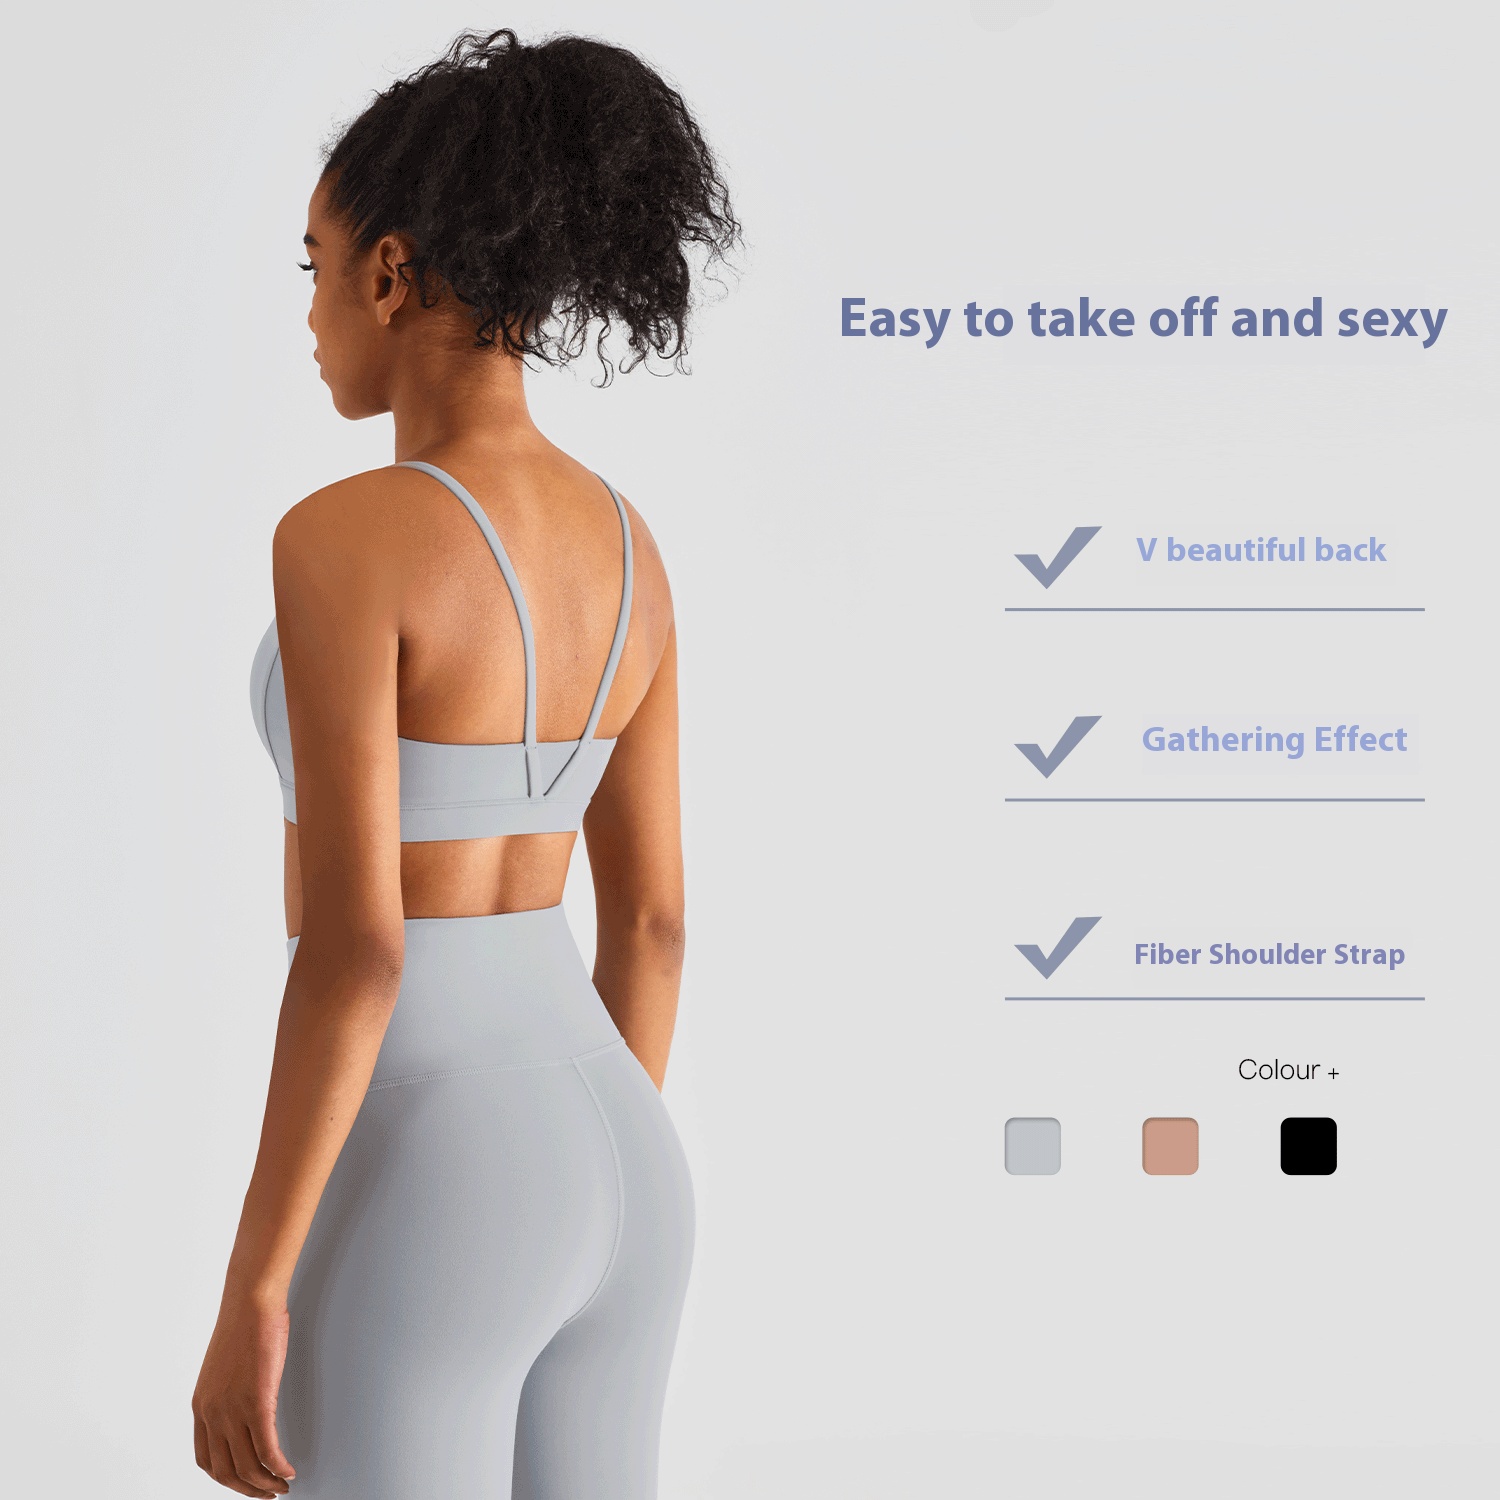 Easy to take off and sexy
V beautiful back
Gathering Effect
Fiber Shoulder Strap
Colour +